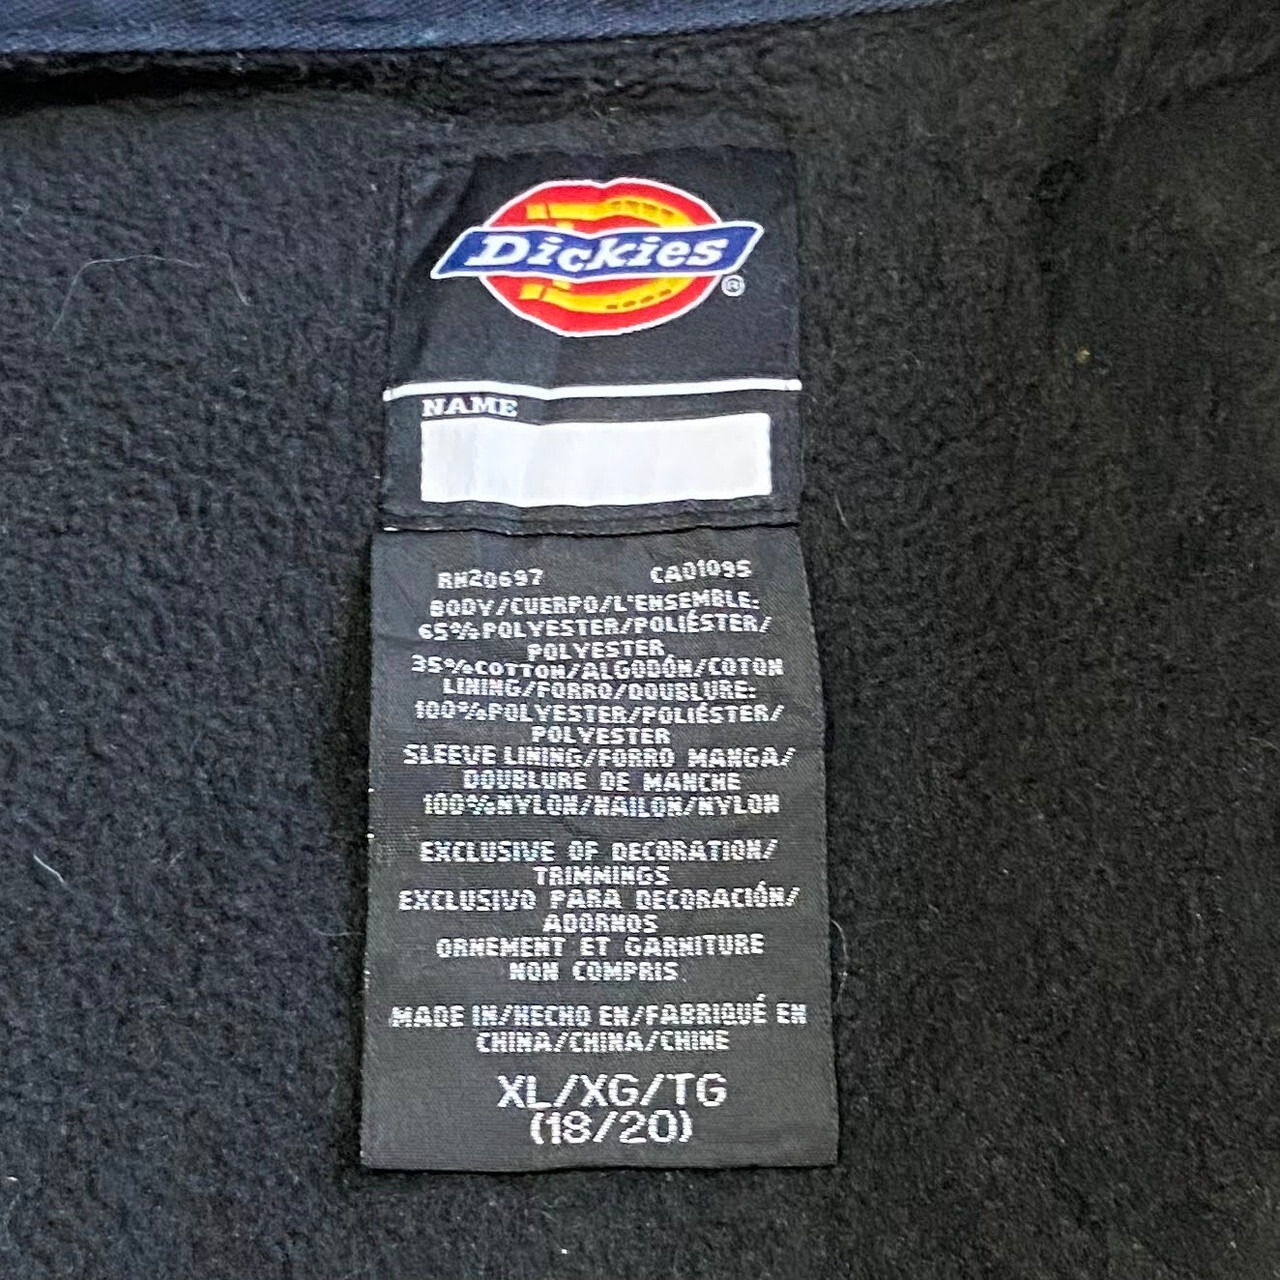 Dickies®
NAME
RN20697 CA01095
BODY/CUERPO/L'ENSEMBLE:
65%POLYESTER/POLIÉSTER/
POLYESTER,
35%COTTON/ALGODÓN/COTON
LINING/FORRO/DOUBLURE:
100%POLYESTER/POLIÉSTER/
POLYESTER
SLEEVE LINING/FORRO MANGA/
DOUBLURE DE MANCHE
100%NYLON/NAILON/NYLON
EXCLUSIVE OF DECORATION/
TRIMMINGS
EXCLUSIVO PARA DECORACIÓN/
ADORNOS
ORNEMENT ET GARNITURE
NON COMPRIS.
MADE IN/HECHO EN/FABRIQUÉ EN
CHINA/CHINA/CHINE
XL/XG/TG
(18/20)